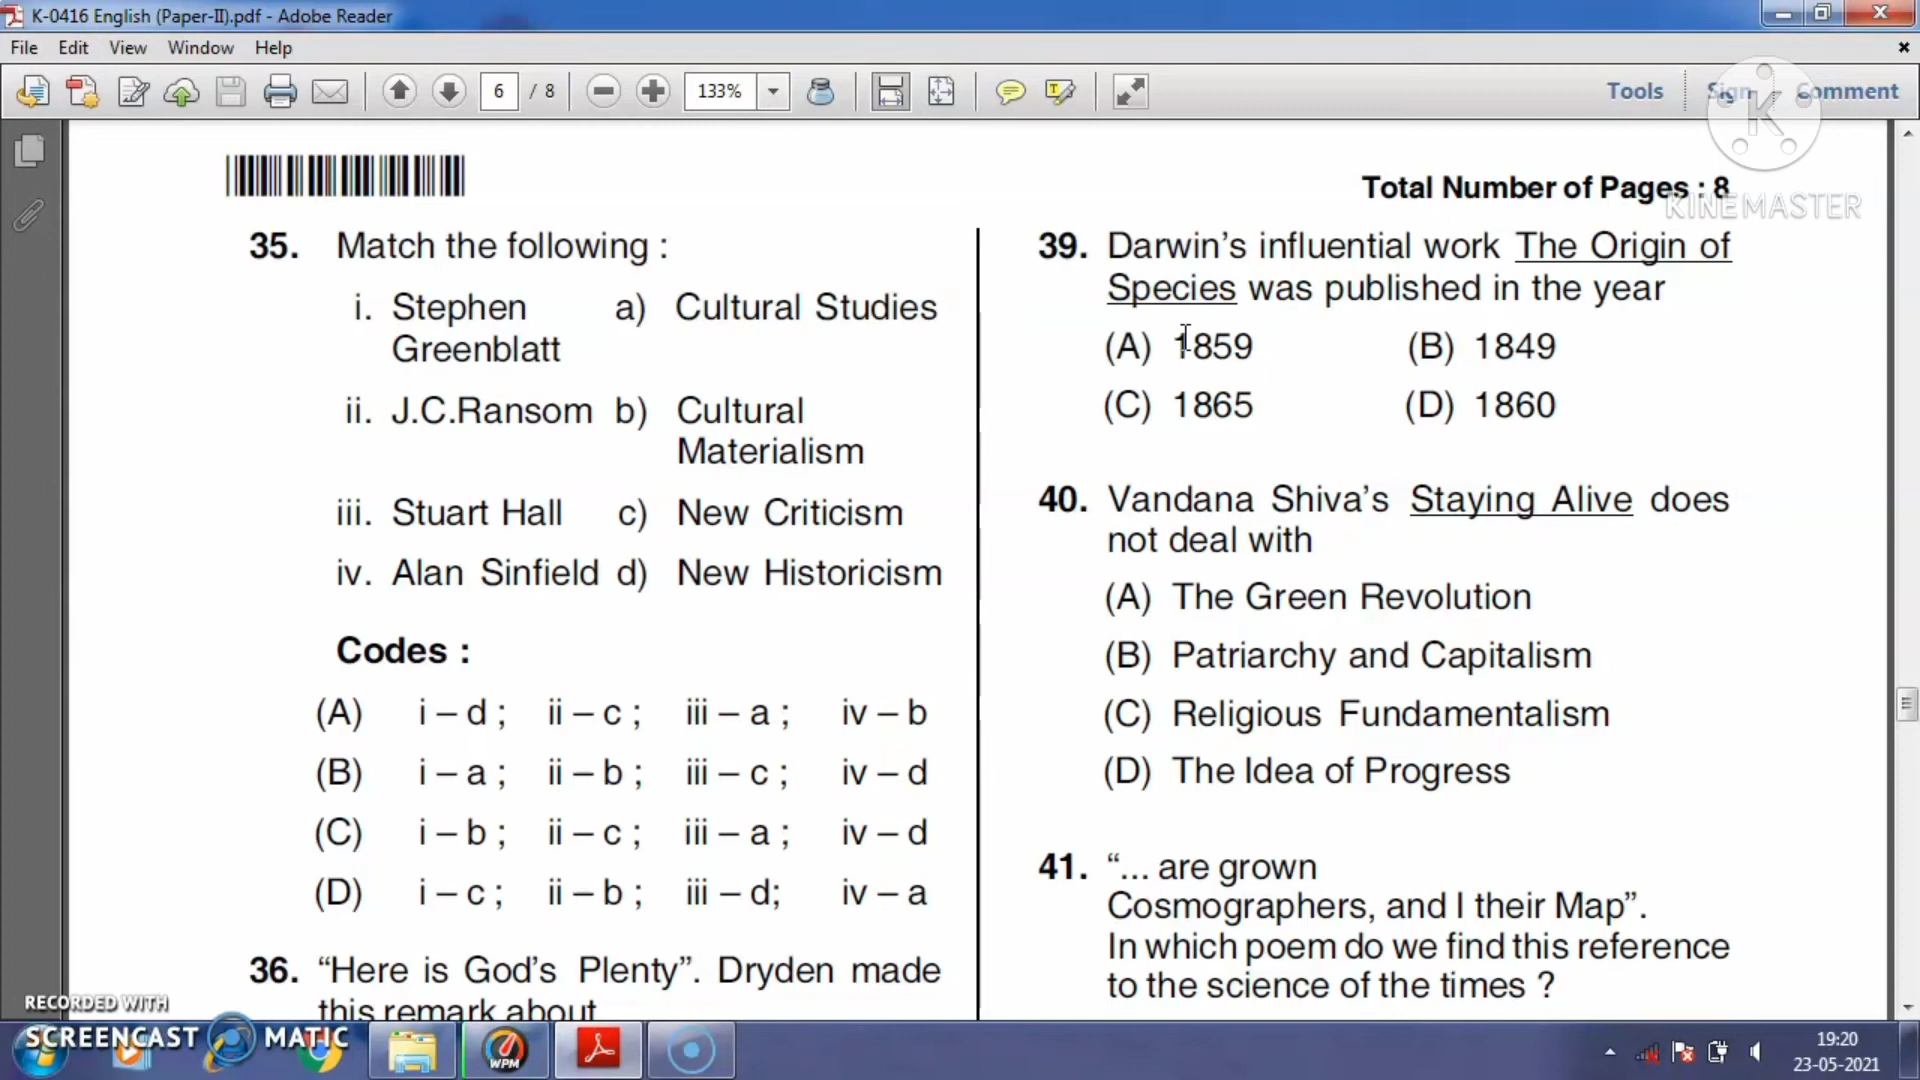 K-0416 English (Paper-II).pdf - Adobe Reader
File Edit View Window Help
6 / 8 133% Tools Sign Comment
K
KINEMASTER
Total Number of Pages : 8
35. Match the following :
i. Stephen Greenblatt a) Cultural Studies
ii. J.C.Ransom b) Cultural Materialism
iii. Stuart Hall c) New Criticism
iv. Alan Sinfield d) New Historicism
Codes :
(A) i – d ; ii – c ; iii – a ; iv – b
(B) i – a ; ii – b ; iii – c ; iv – d
(C) i – b ; ii – c ; iii – a ; iv – d
(D) i – c ; ii – b ; iii – d; iv – a
36. “Here is God’s Plenty”. Dryden made
this remark about
39. Darwin’s influential work The Origin of
Species was published in the year
(A) 1859 (B) 1849
(C) 1865 (D) 1860
40. Vandana Shiva’s Staying Alive does
not deal with
(A) The Green Revolution
(B) Patriarchy and Capitalism
(C) Religious Fundamentalism
(D) The Idea of Progress
41. “... are grown
Cosmographers, and I their Map”.
In which poem do we find this reference
to the science of the times ?
RECORDED WITH
SCREENCAST MATIC
WPM
19:20
23-05-2021